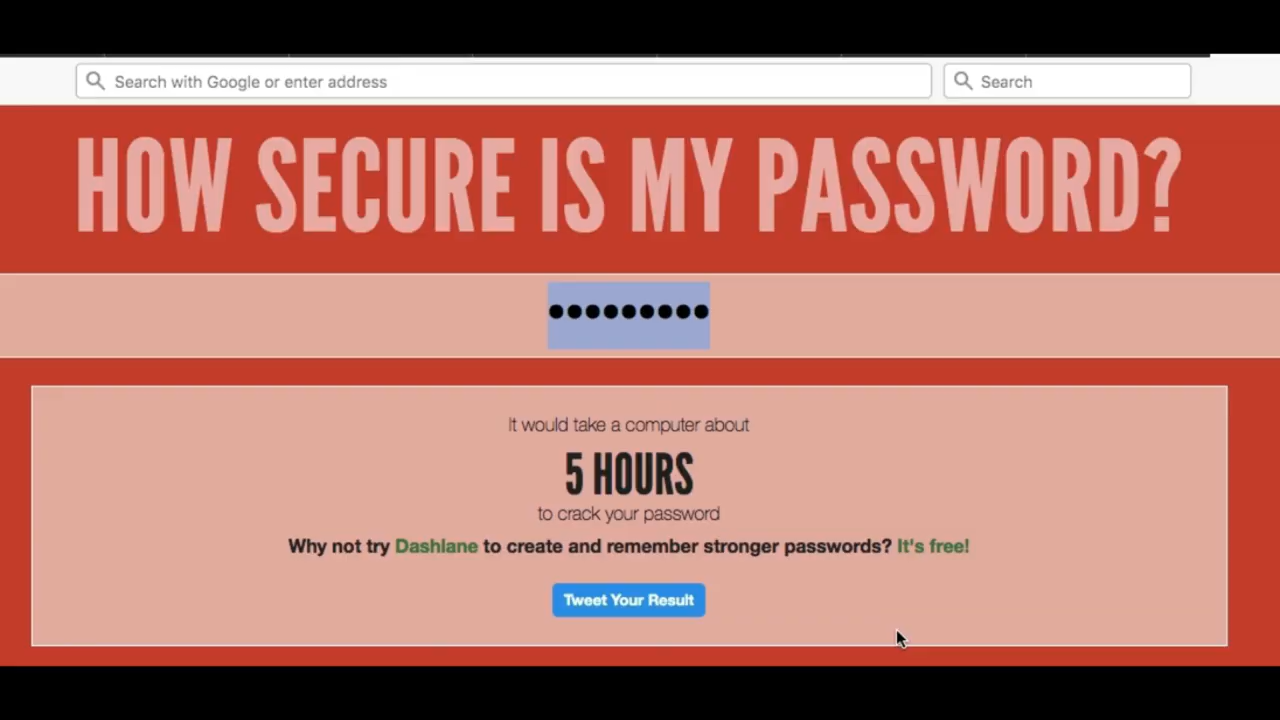 Search with Google or enter address
Search
HOW SECURE IS MY PASSWORD?
•••••••••
It would take a computer about
5 HOURS
to crack your password
Why not try Dashlane to create and remember stronger passwords? It's free!
Tweet Your Result